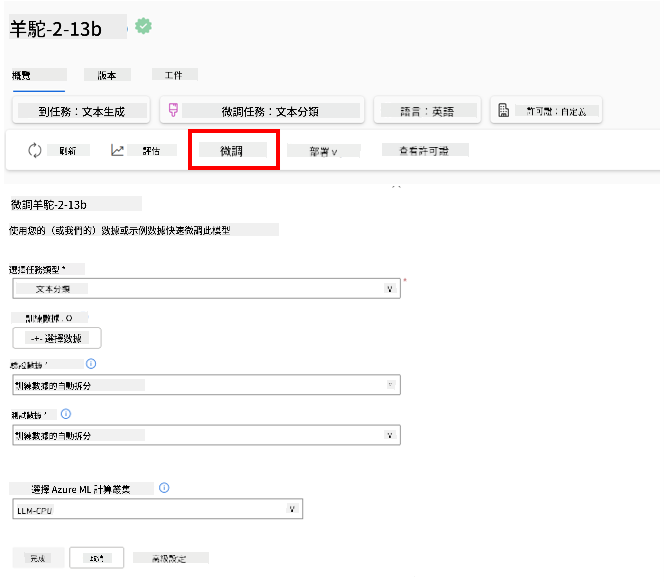 羊駝-2-13b
概覽 版本 工件
到任務：文本生成 微調任務：文本分類 語言：英語 許可證：自定義
刷新 評估 微調 部署 v 查看許可證
微調羊駝-2-13b
使用您的（或我們的）數據或示例數據快速微調此模型
選擇任務類型 *
文本分類
訓練數據
-+- 選擇數據
驗證數據 *
訓練數據的自動拆分
測試數據 *
訓練數據的自動拆分
選擇 Azure ML 計算叢集
LLM-CPU
完成 取消 高級設定